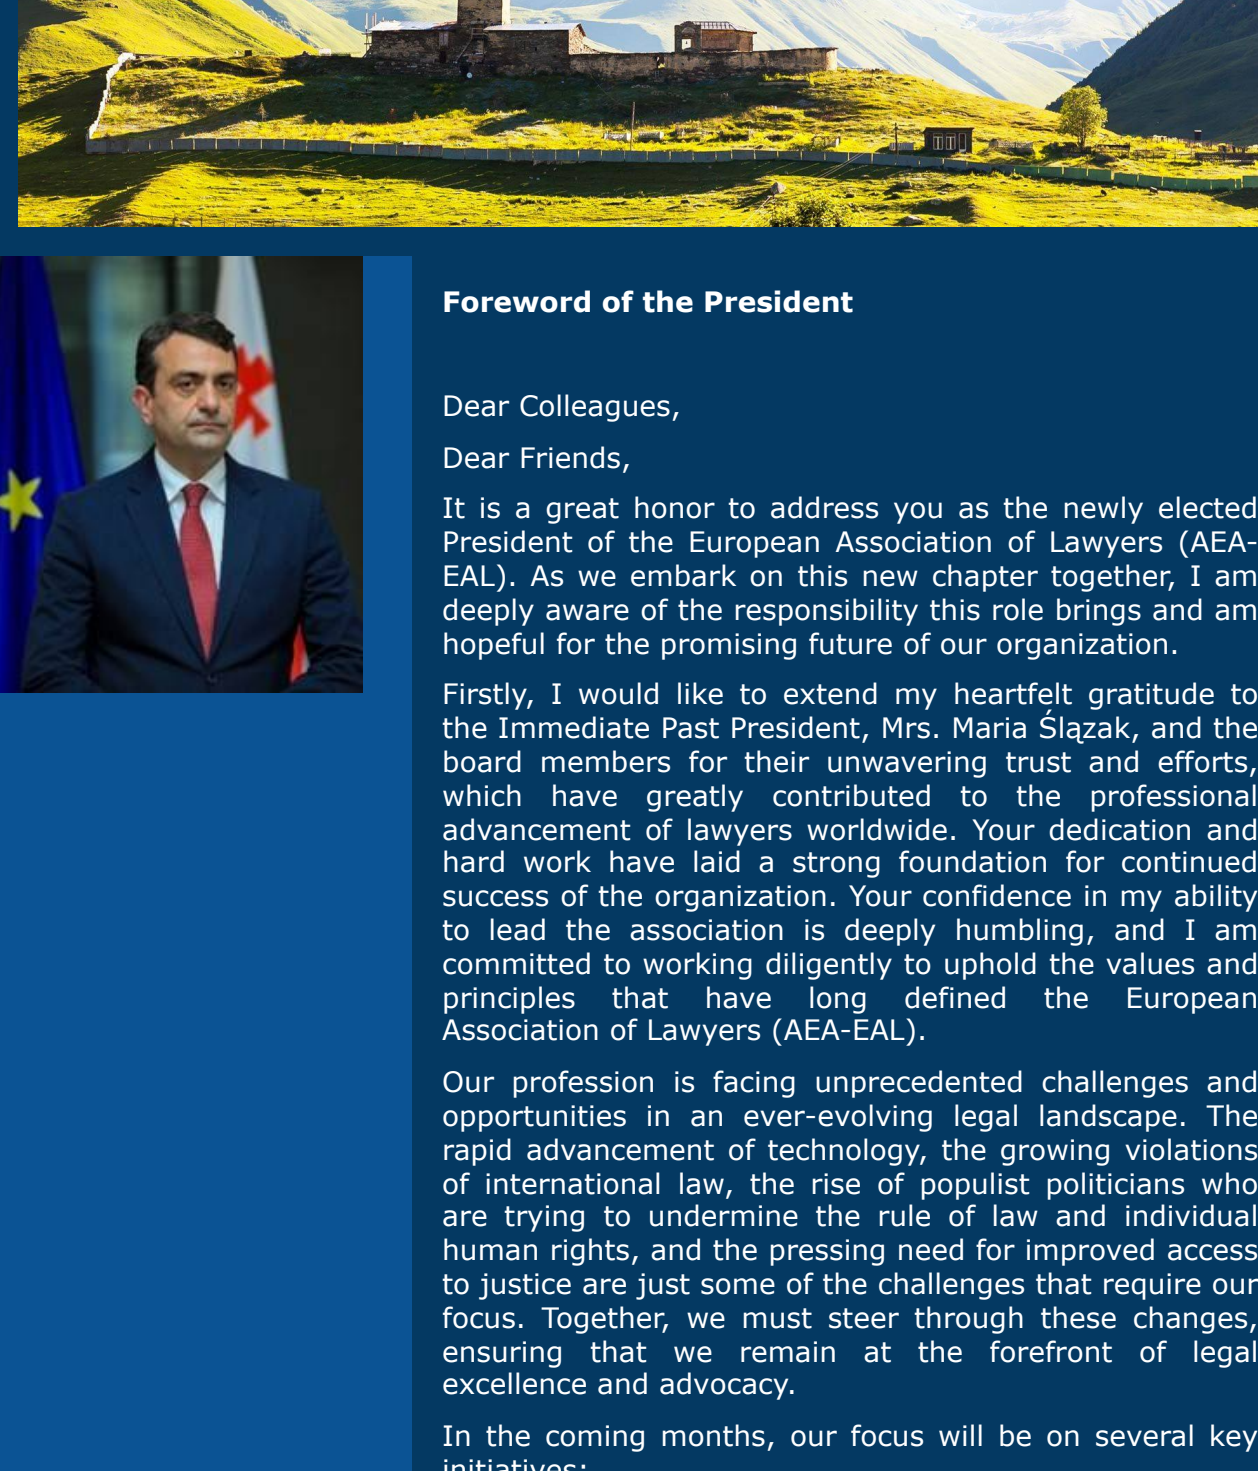 Foreword of the President
Dear Colleagues,
Dear Friends,
It is a great honor to address you as the newly elected
President of the European Association of Lawyers (AEA-
EAL). As we embark on this new chapter together, I am
deeply aware of the responsibility this role brings and am
hopeful for the promising future of our organization.
Firstly, I would like to extend my heartfelt gratitude to
the Immediate Past President, Mrs. Maria Ślązak, and the
board members for their unwavering trust and efforts,
which have greatly contributed to the professional
advancement of lawyers worldwide. Your dedication and
hard work have laid a strong foundation for continued
success of the organization. Your confidence in my ability
to lead the association is deeply humbling, and I am
committed to working diligently to uphold the values and
principles that have long defined the European
Association of Lawyers (AEA-EAL).
Our profession is facing unprecedented challenges and
opportunities in an ever-evolving legal landscape. The
rapid advancement of technology, the growing violations
of international law, the rise of populist politicians who
are trying to undermine the rule of law and individual
human rights, and the pressing need for improved access
to justice are just some of the challenges that require our
focus. Together, we must steer through these changes,
ensuring that we remain at the forefront of legal
excellence and advocacy.
In the coming months, our focus will be on several key
initiatives: